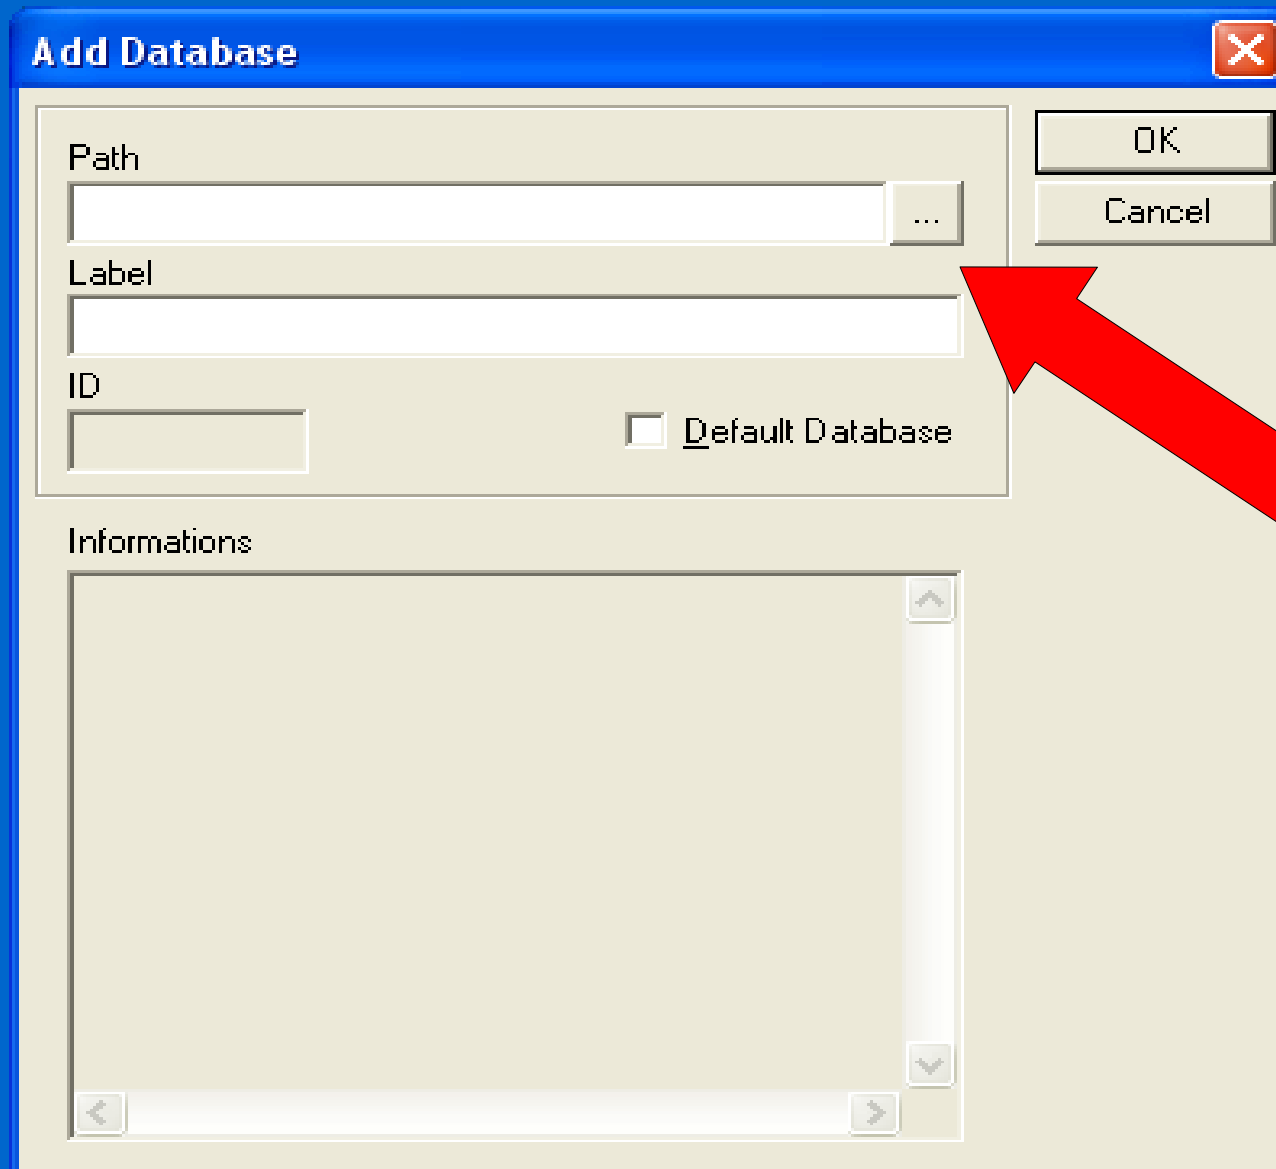 Add Database
Path
...
OK
Cancel
Label
ID
Default Database
Informations